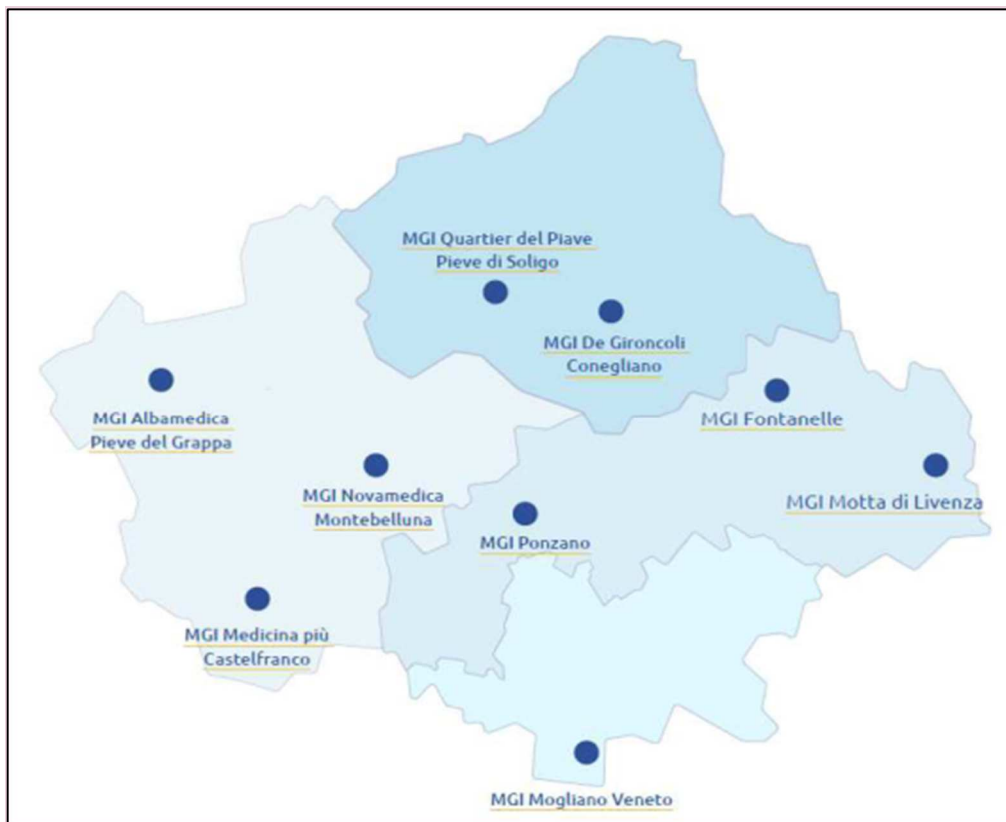 MGI Quartier del Piave
Pieve di Soligo
MGI De Gironcoli
Conegliano
MGI Albamedica
Pieve del Grappa
MGI Fontanelle
MGI Novamedica
Montebelluna
MGI Motta di Livenza
MGI Ponzano
MGI Medicina più
Castelfranco
MGI Mogliano Veneto